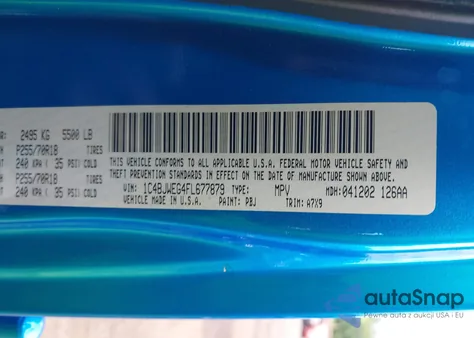 R: 2495 KG 5500 LB
P255/70R18 TIRES
240 KPA ( 35 PSI) COLD
P255/70R18 TIRES
240 KPA ( 35 PSI) COLD
THIS VEHICLE CONFORMS TO ALL APPLICABLE U.S.A. FEDERAL MOTOR VEHICLE SAFETY AND
THEFT PREVENTION STANDARDS IN EFFECT ON THE DATE OF MANUFACTURE SHOWN ABOVE.
VIN: 1C4BJWEG4FL677879 TYPE: MPV MDH: 041202 126AA
VEHICLE MADE IN U.S.A. PAINT: PBJ TRIM: A7X9
autoSnap
Pewne auta z aukcji USA i EU